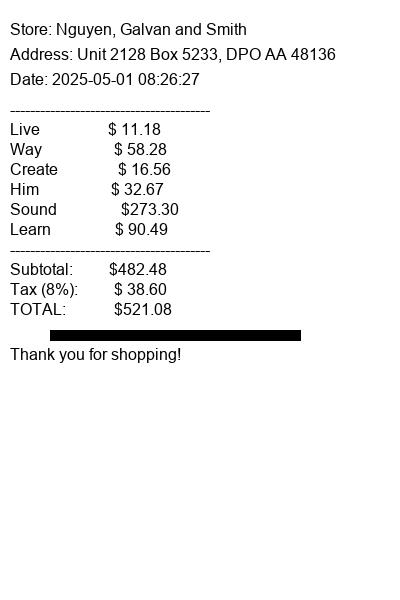 Store: Nguyen, Galvan and Smith
Address: Unit 2128 Box 5233, DPO AA 48136
Date: 2025-05-01 08:26:27
----------------------------------------
Live $ 11.18
Way $ 58.28
Create $ 16.56
Him $ 32.67
Sound $273.30
Learn $ 90.49
----------------------------------------
Subtotal: $482.48
Tax (8%): $ 38.60
TOTAL: $521.08
Thank you for shopping!